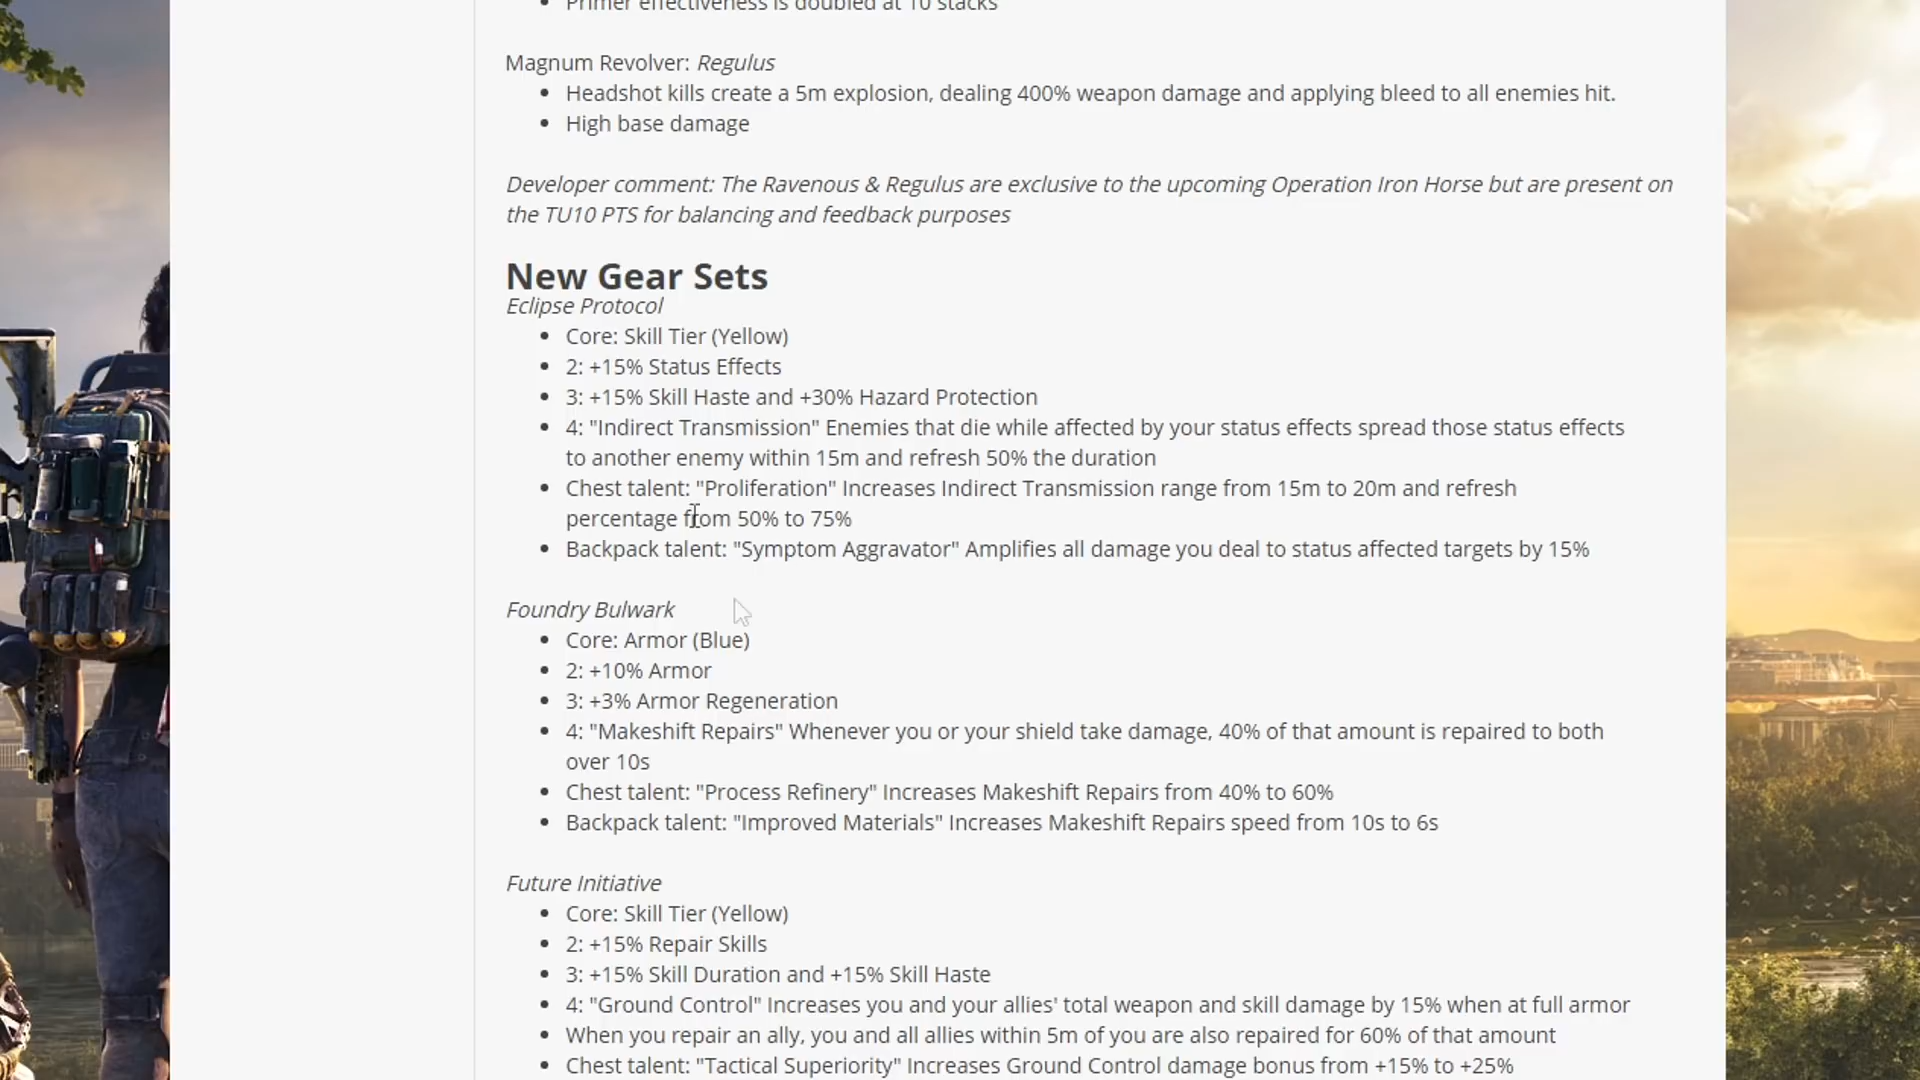 Primer effectiveness is doubled at 10 stacks
Magnum Revolver: Regulus
• Headshot kills create a 5m explosion, dealing 400% weapon damage and applying bleed to all enemies hit.
• High base damage
Developer comment: The Ravenous & Regulus are exclusive to the upcoming Operation Iron Horse but are present on
the TU10 PTS for balancing and feedback purposes
New Gear Sets
Eclipse Protocol
• Core: Skill Tier (Yellow)
• 2: +15% Status Effects
• 3: +15% Skill Haste and +30% Hazard Protection
• 4: "Indirect Transmission" Enemies that die while affected by your status effects spread those status effects
to another enemy within 15m and refresh 50% the duration
• Chest talent: "Proliferation" Increases Indirect Transmission range from 15m to 20m and refresh
percentage from 50% to 75%
• Backpack talent: "Symptom Aggravator" Amplifies all damage you deal to status affected targets by 15%
Foundry Bulwark
• Core: Armor (Blue)
• 2: +10% Armor
• 3: +3% Armor Regeneration
• 4: "Makeshift Repairs" Whenever you or your shield take damage, 40% of that amount is repaired to both
over 10s
• Chest talent: "Process Refinery" Increases Makeshift Repairs from 40% to 60%
• Backpack talent: "Improved Materials" Increases Makeshift Repairs speed from 10s to 6s
Future Initiative
• Core: Skill Tier (Yellow)
• 2: +15% Repair Skills
• 3: +15% Skill Duration and +15% Skill Haste
• 4: "Ground Control" Increases you and your allies' total weapon and skill damage by 15% when at full armor
• When you repair an ally, you and all allies within 5m of you are also repaired for 60% of that amount
• Chest talent: "Tactical Superiority" Increases Ground Control damage bonus from +15% to +25%